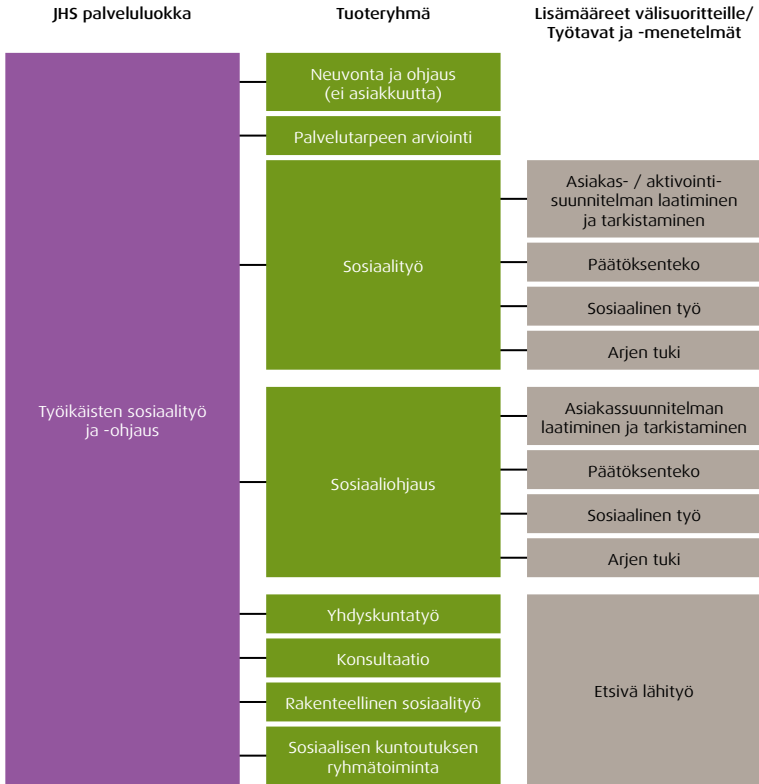 JHS palveluluokka
Tuoteryhmä
Lisämääreet välisuoritteille/
Työtavat ja -menetelmät
Työikäisten sosiaalityö
ja -ohjaus
Neuvonta ja ohjaus
(ei asiakkuutta)
Palvelutarpeen arviointi
Sosiaalityö
Asiakas- / aktivointi-
suunnitelman laatiminen
ja tarkistaminen
Päätöksenteko
Sosiaalinen työ
Arjen tuki
Sosiaaliohjaus
Asiakassuunnitelman
laatiminen ja tarkistaminen
Päätöksenteko
Sosiaalinen työ
Arjen tuki
Yhdyskuntatyö
Konsultaatio
Rakenteellinen sosiaalityö
Sosiaalisen kuntoutuksen
ryhmätoiminta
Etsivä lähityö